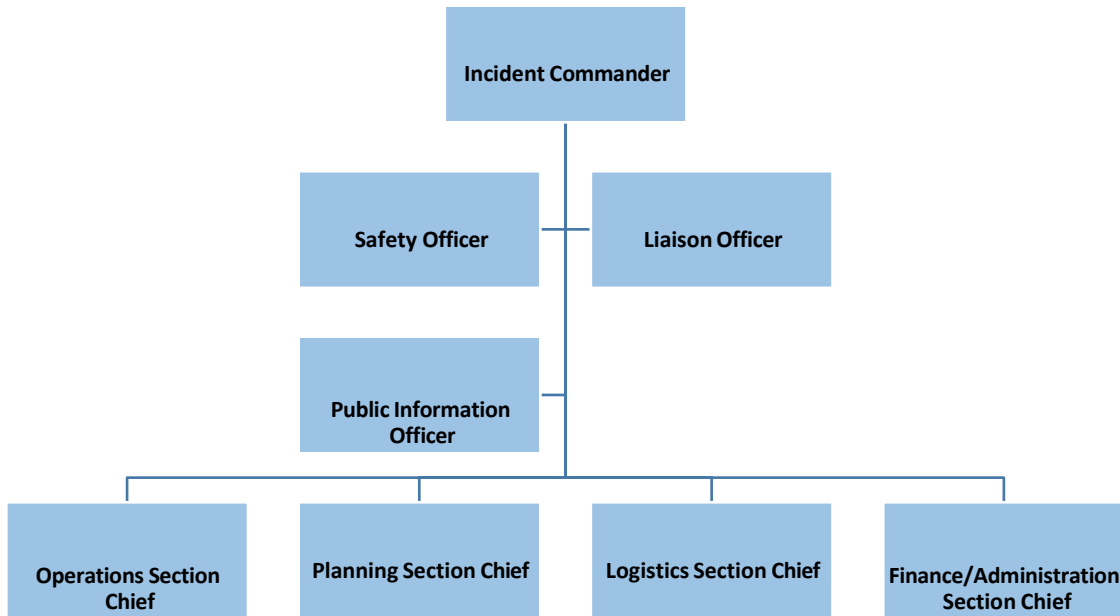 Incident Commander
Safety Officer
Liaison Officer
Public Information
Officer
Operations Section
Chief
Planning Section Chief
Logistics Section Chief
Finance/Administration
Section Chief